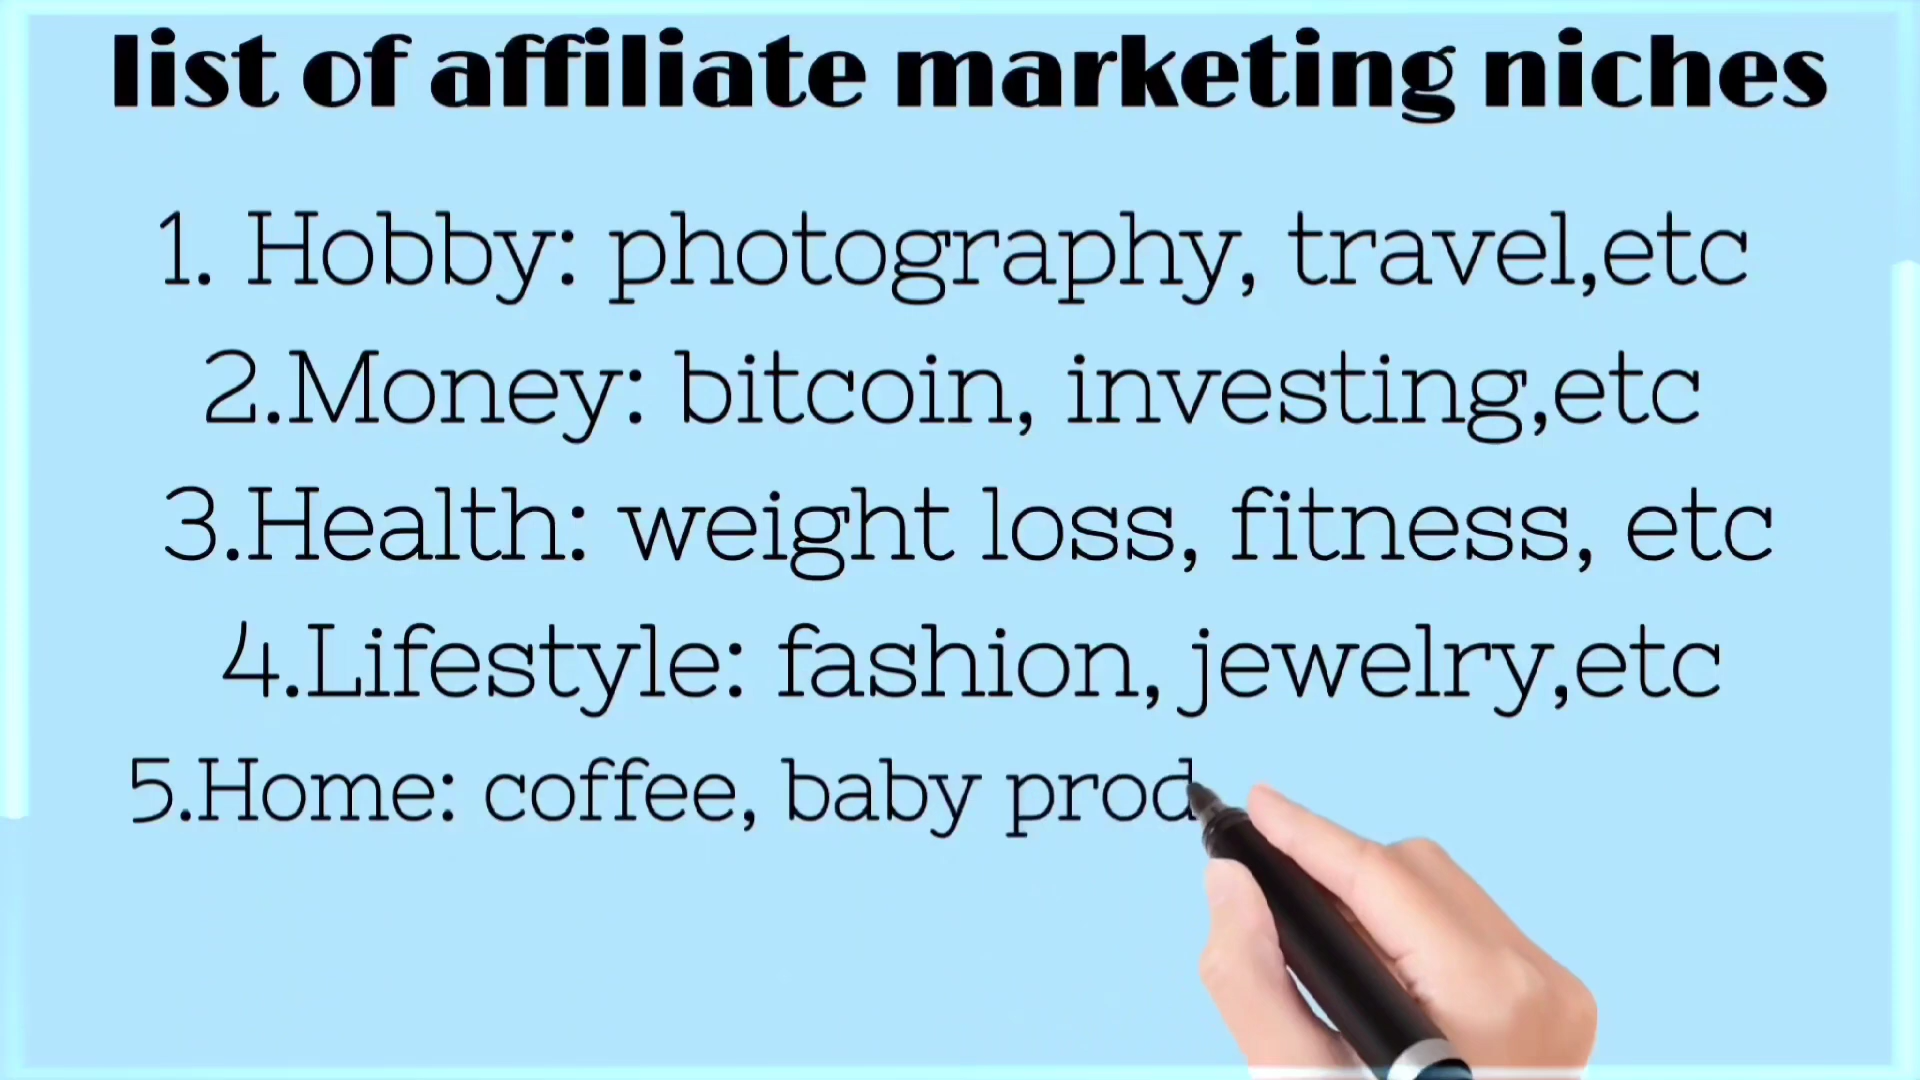 list of affiliate marketing niches
1. Hobby: photography, travel,etc
2.Money: bitcoin, investing,etc
3.Health: weight loss, fitness, etc
4.Lifestyle: fashion, jewelry,etc
5.Home: coffee, baby prod